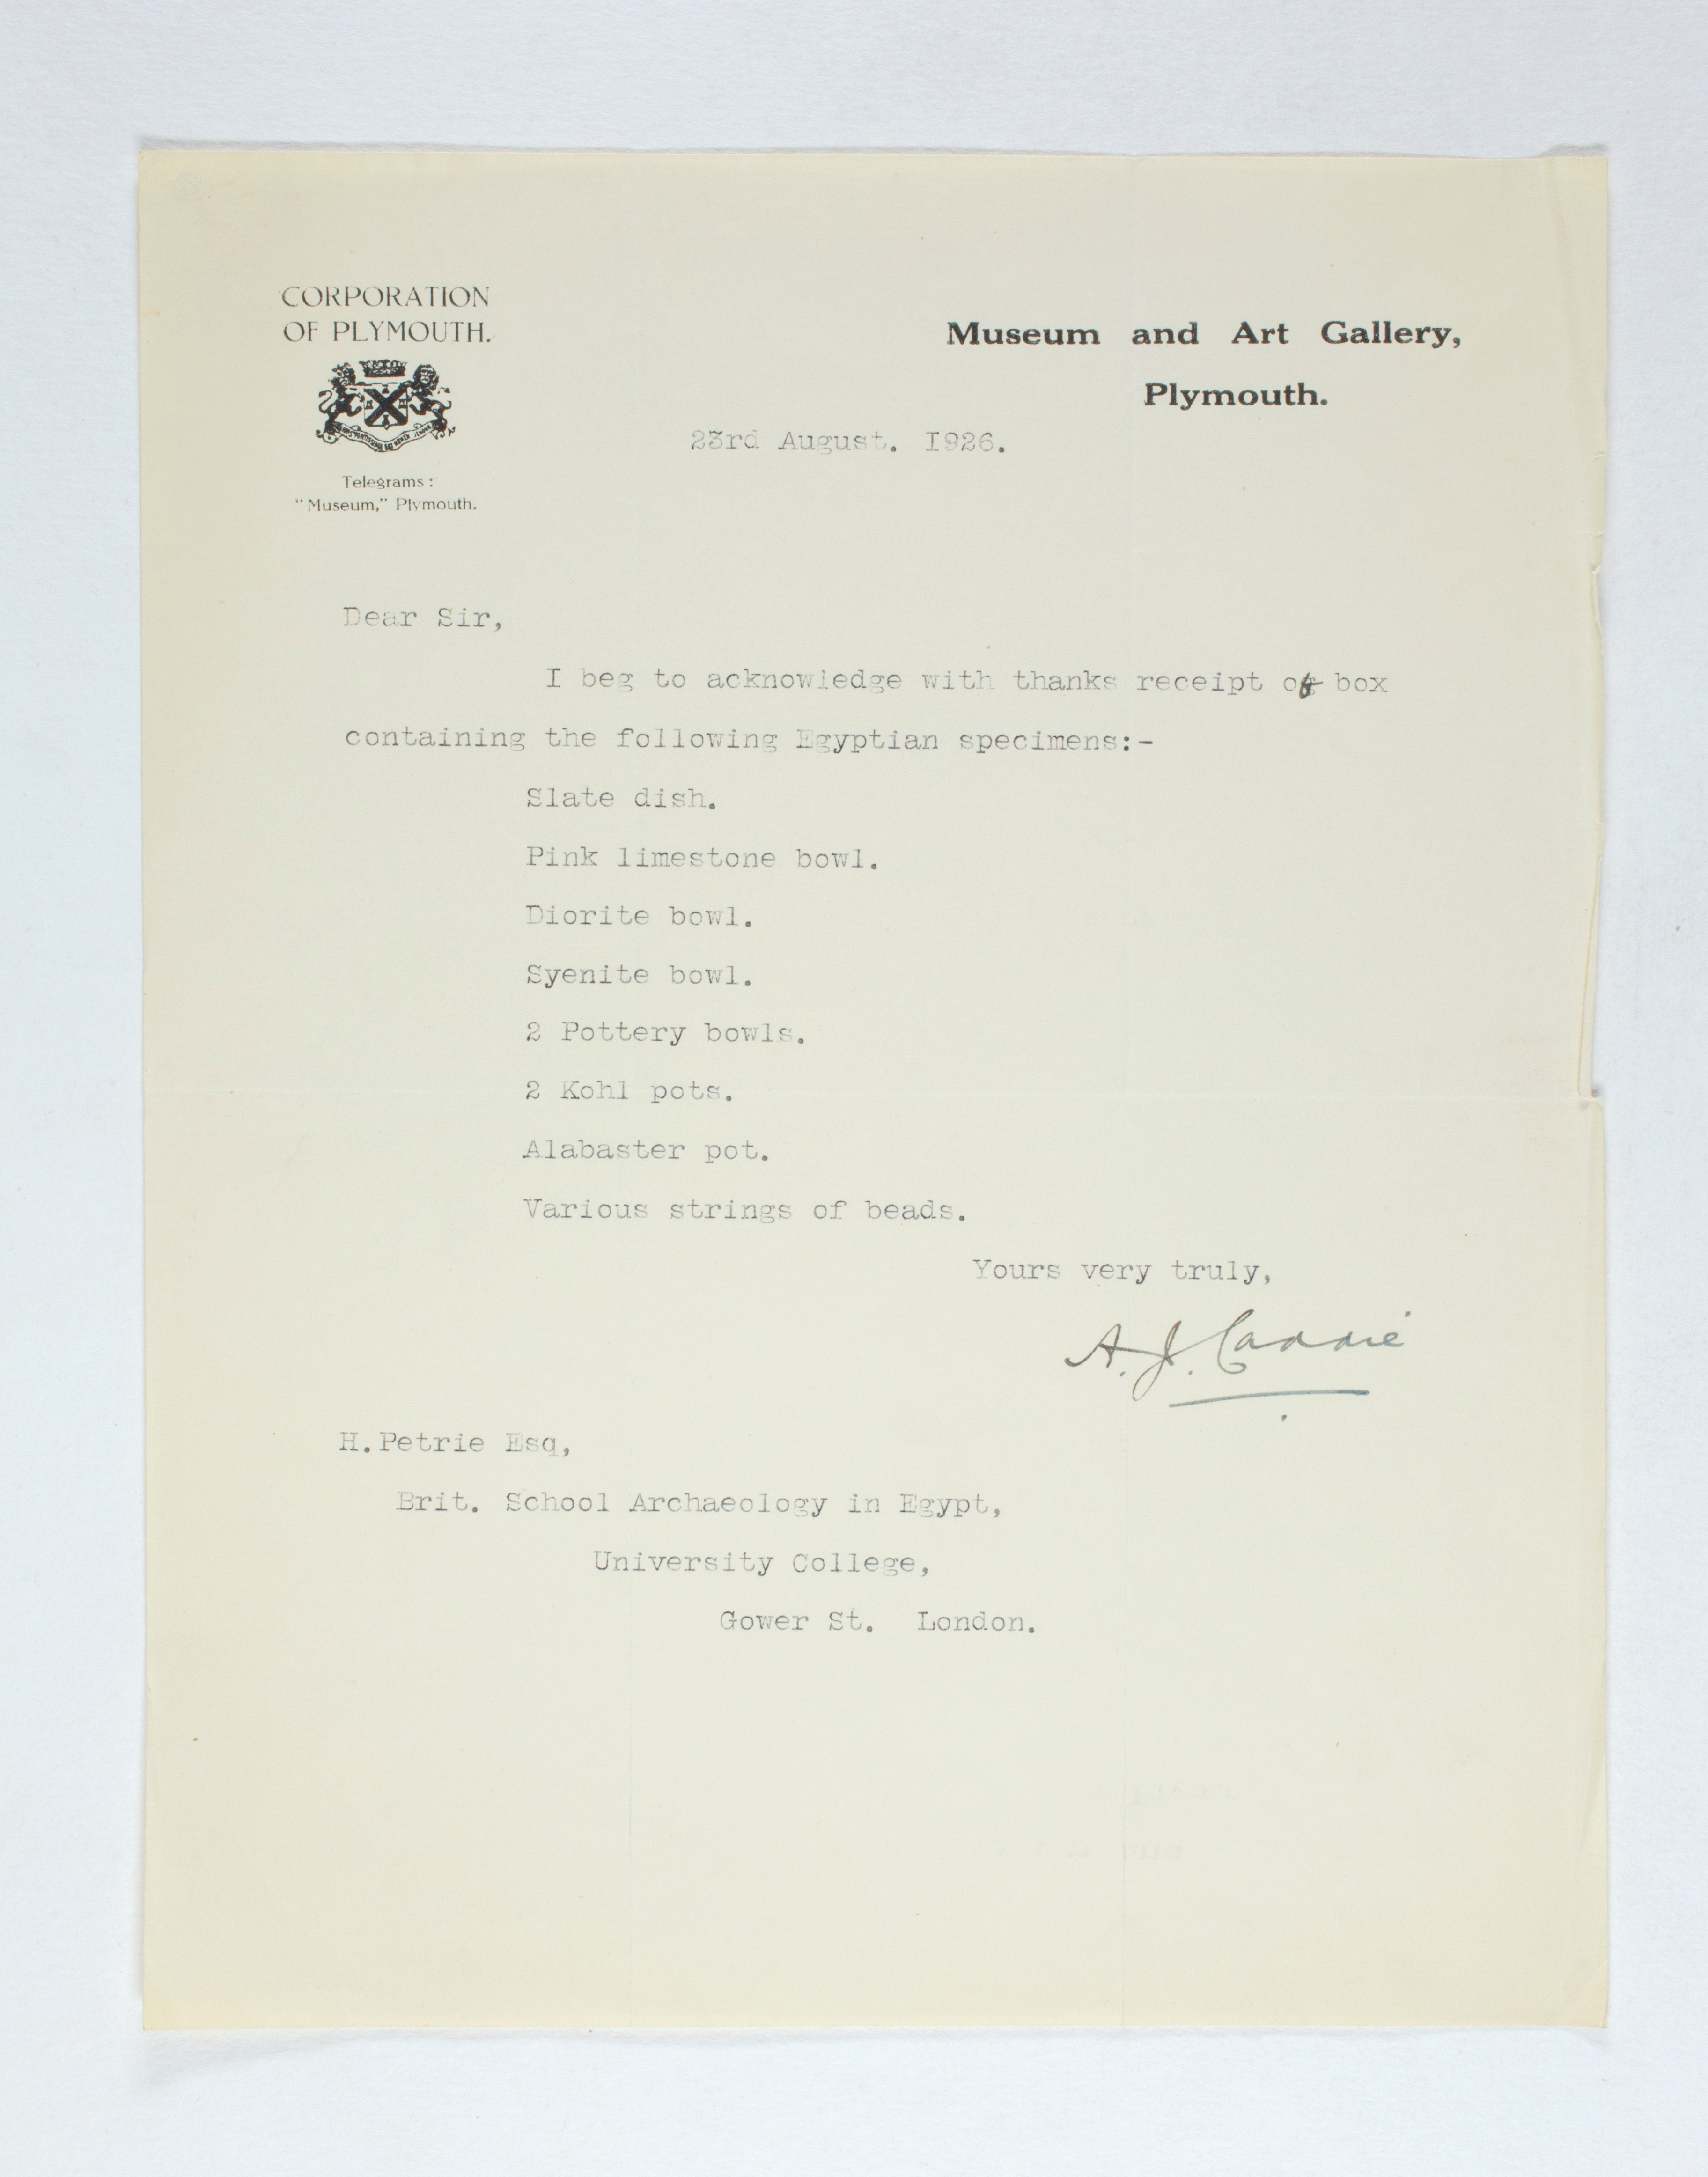 CORPORATION
OF PLYMOUTH.
Telegrams:
"Museum," Plymouth.
Museum and Art Gallery,
Plymouth.
23rd August. 1926.
Dear Sir,
I beg to acknowledge with thanks receipt of box
containing the following Egyptian specimens:-
Slate dish.
Pink limestone bowl.
Diorite bowl.
Syenite bowl.
2 Pottery bowls.
2 Kohl pots.
Alabaster pot.
Various strings of beads.
Yours very truly,
A. J. Caddie
H.Petrie Esq,
Brit. School Archaeology in Egypt,
University College,
Gower St. London.